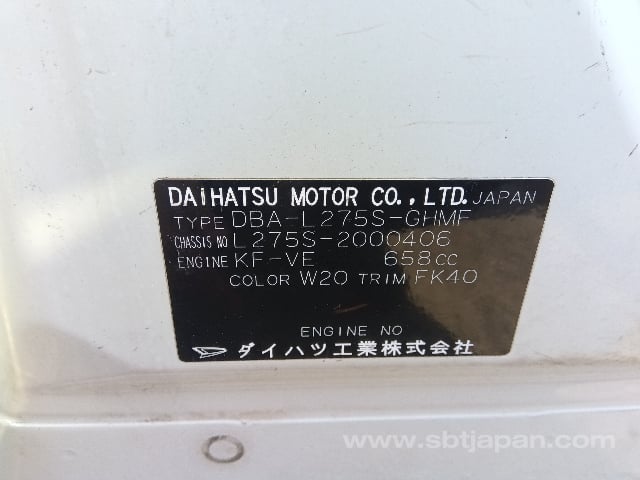 DAIHATSU MOTOR CO.,LTD. JAPAN
TYPE DBA-L275S-GHMF
CHASSIS NO L275S-2000406
ENGINE KF-VE 658cc
COLOR W20 TRIM FK40
ENGINE NO
ダイハツ工業株式会社
www.sbtjapan.com